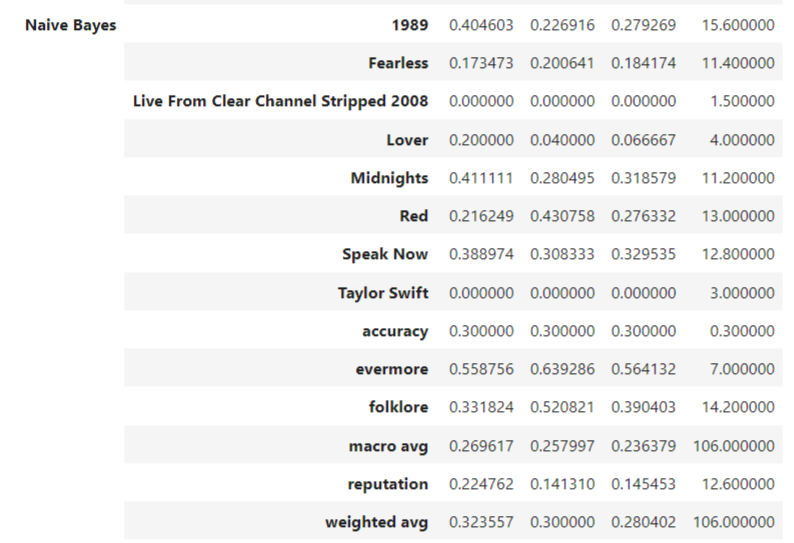 Naive Bayes 1989 0.404603 0.226916 0.279269 15.600000
Fearless 0.173473 0.200641 0.184174 11.400000
Live From Clear Channel Stripped 2008 0.000000 0.000000 0.000000 1.500000
Lover 0.200000 0.040000 0.066667 4.000000
Midnights 0.411111 0.280495 0.318579 11.200000
Red 0.216249 0.430758 0.276332 13.000000
Speak Now 0.388974 0.308333 0.329535 12.800000
Taylor Swift 0.000000 0.000000 0.000000 3.000000
accuracy 0.300000 0.300000 0.300000 0.300000
evermore 0.558756 0.639286 0.564132 7.000000
folklore 0.331824 0.520821 0.390403 14.200000
macro avg 0.269617 0.257997 0.236379 106.000000
reputation 0.224762 0.141310 0.145453 12.600000
weighted avg 0.323557 0.300000 0.280402 106.000000